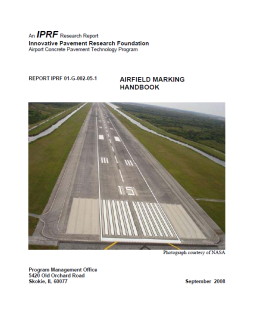 An IPRF Research Report
Innovative Pavement Research Foundation
Airport Concrete Pavement Technology Program
REPORT IPRF 01-G-002-05-1
AIRFIELD MARKING
HANDBOOK
15
Photograph courtesy of NASA
Program Management Office
5420 Old Orchard Road
Skokie, IL 60077
September 2008